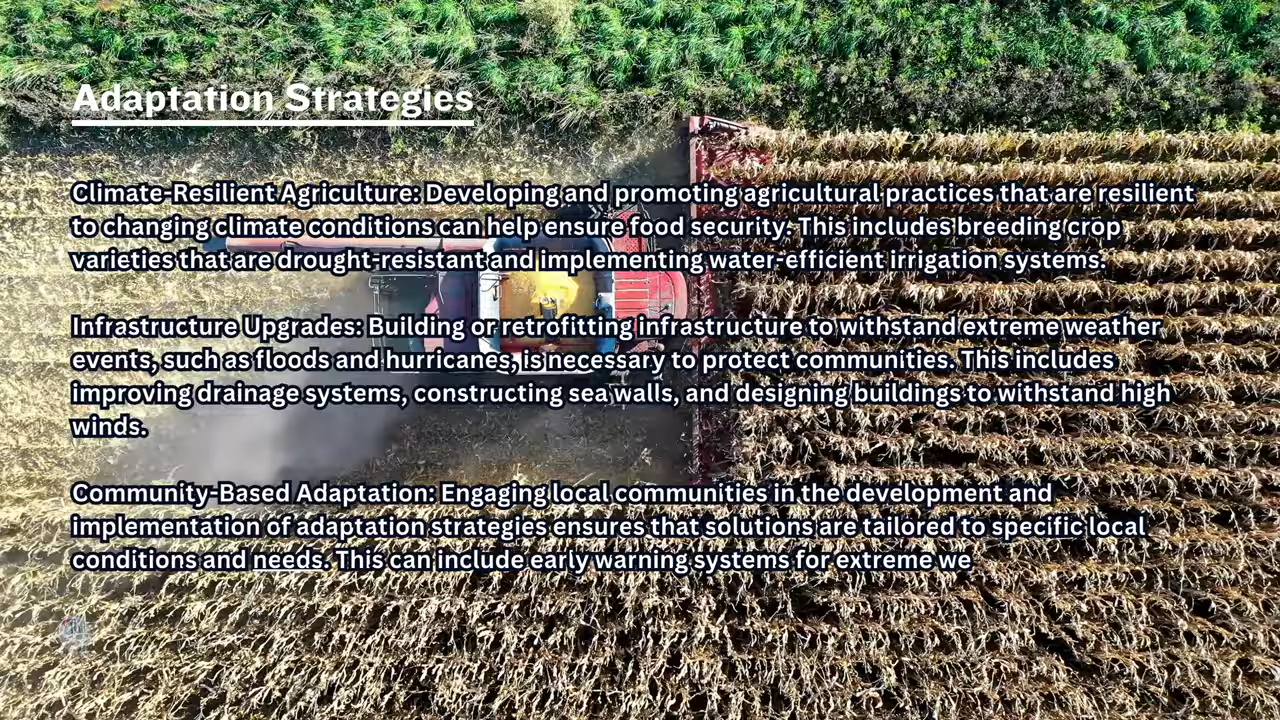 Adaptation Strategies
Climate-Resilient Agriculture: Developing and promoting agricultural practices that are resilient
to changing climate conditions can help ensure food security. This includes breeding crop
varieties that are drought-resistant and implementing water-efficient irrigation systems.
Infrastructure Upgrades: Building or retrofitting infrastructure to withstand extreme weather
events, such as floods and hurricanes, is necessary to protect communities. This includes
improving drainage systems, constructing sea walls, and designing buildings to withstand high
winds.
Community-Based Adaptation: Engaging local communities in the development and
implementation of adaptation strategies ensures that solutions are tailored to specific local
conditions and needs. This can include early warning systems for extreme we